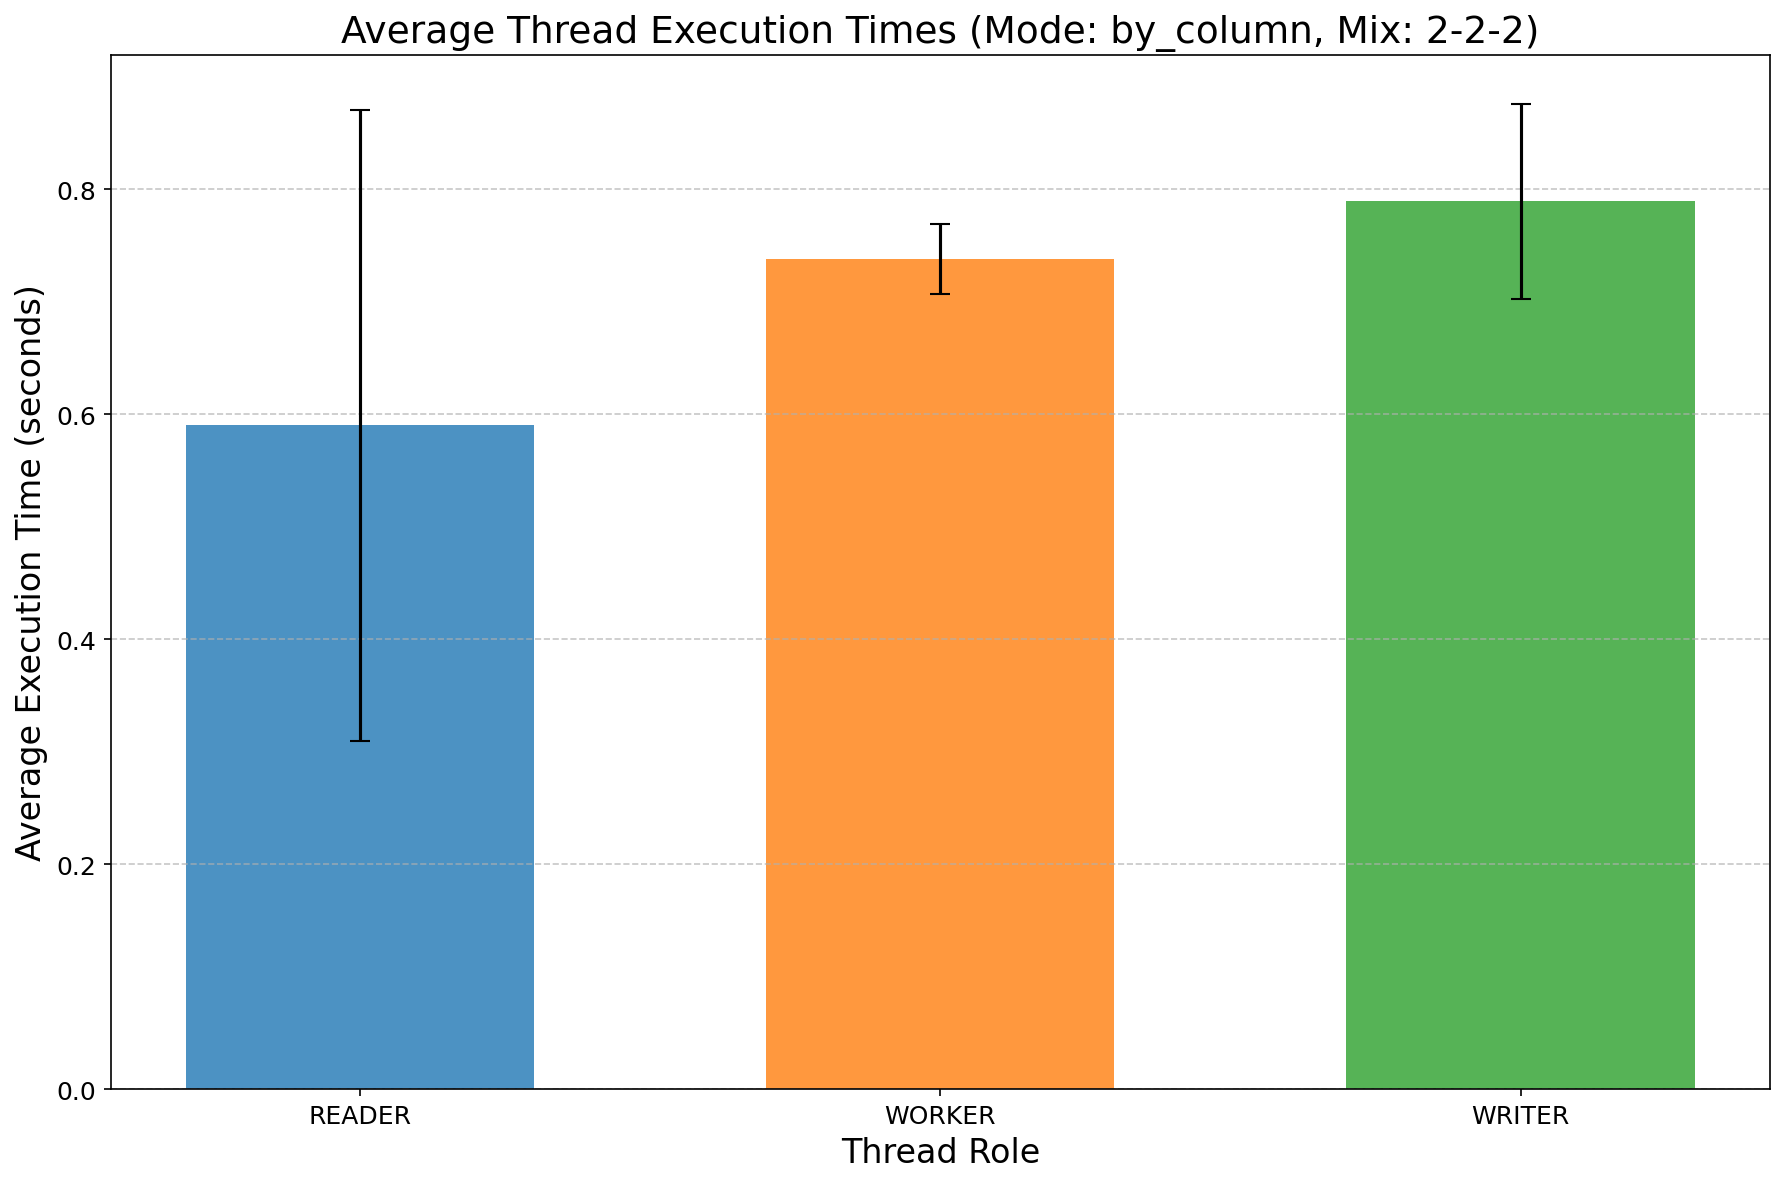 Average Thread Execution Times (Mode: by_column, Mix: 2-2-2)
Average Execution Time (seconds)
0.8
0.6
0.4
0.2
0.0
READER
WORKER
WRITER
Thread Role